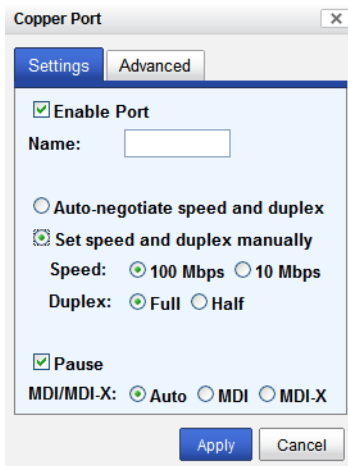 Copper Port
Settings Advanced
Enable Port
Name:
Auto-negotiate speed and duplex
Set speed and duplex manually
Speed: 100 Mbps 10 Mbps
Duplex: Full Half
Pause
MDI/MDI-X: Auto MDI MDI-X
Apply Cancel